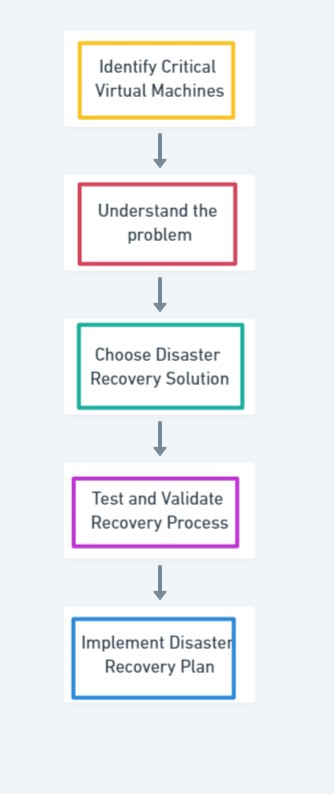 Identify Critical
Virtual Machines
Understand the
problem
Choose Disaster
Recovery Solution
Test and Validate
Recovery Process
Implement Disaster
Recovery Plan